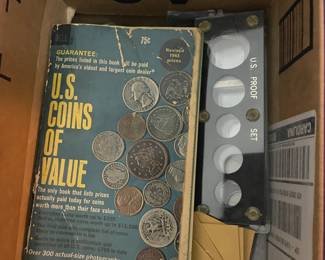 75¢
GUARANTEE:
The prices listed in this book will be paid
by America's oldest and largest coin dealer*
Revised
1965
prices
U.S.
COINS
OF
VALUE
The only book that lists prices
actually paid today for coins
worth more than their face value
Over 300 actual-size photographs
U.S. PROOF SET
CAROLINA